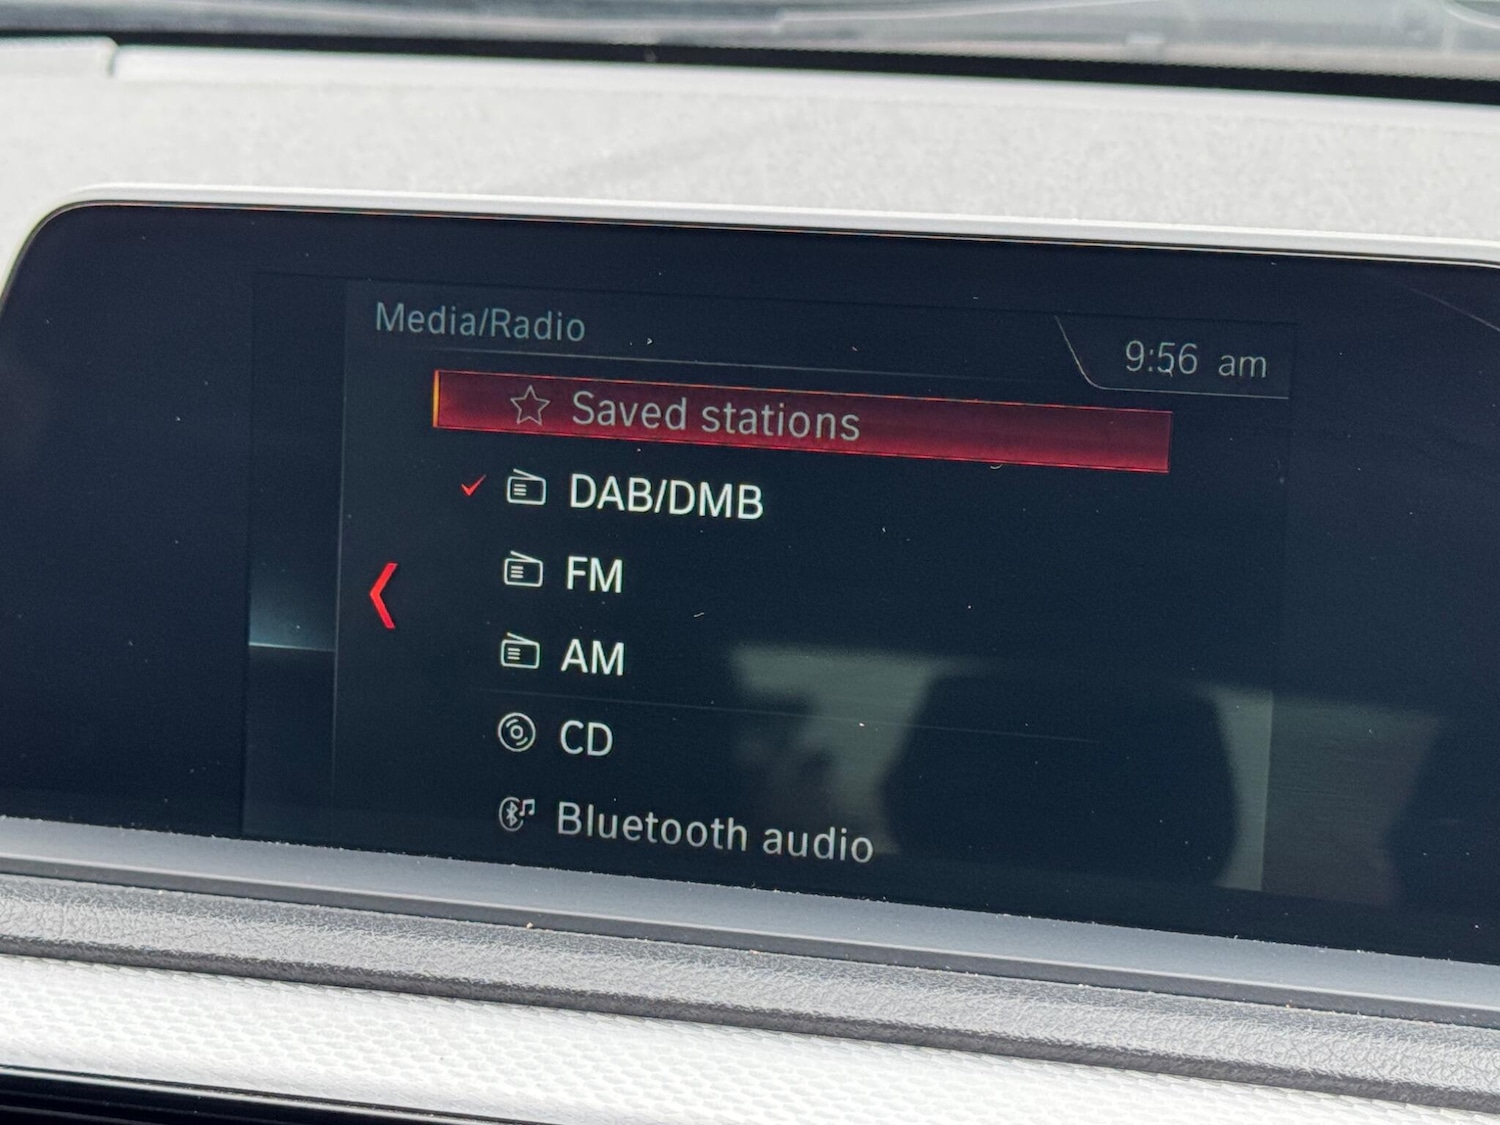 Media/Radio
9:56 am
Saved stations
DAB/DMB
FM
AM
CD
Bluetooth audio